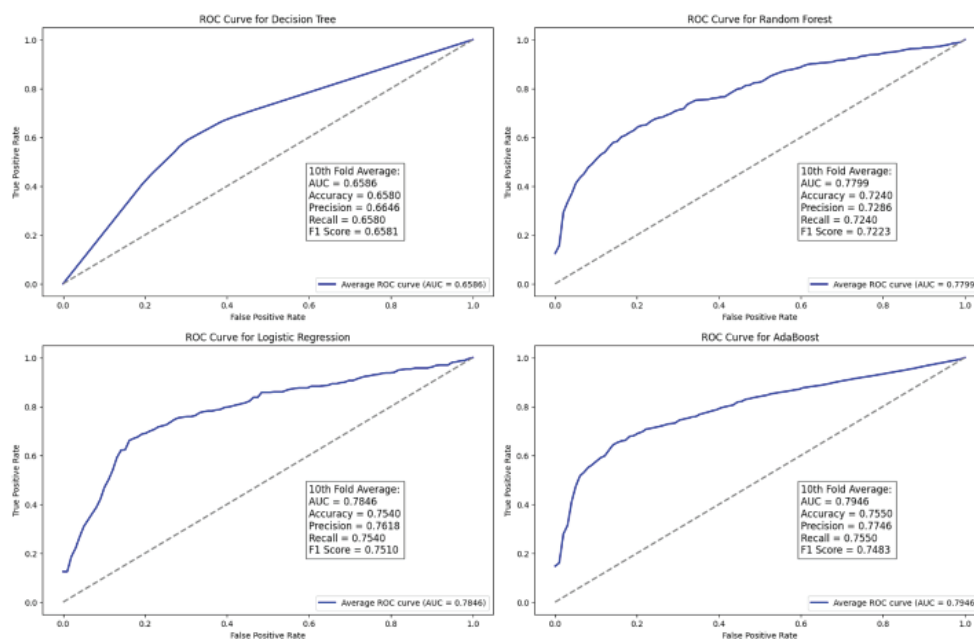 ROC Curve for Decision Tree
1.0
0.8
0.6
0.4
0.2
0.0
True Positive Rate
10th Fold Average:
AUC = 0.6586
Accuracy = 0.6580
Precision = 0.6646
Recall = 0.6580
F1 Score = 0.6581
Average ROC curve (AUC = 0.6586)
0.0 0.2 0.4 0.6 0.8 1.0
False Positive Rate
ROC Curve for Random Forest
1.0
0.8
0.6
0.4
0.2
0.0
True Positive Rate
10th Fold Average:
AUC = 0.7799
Accuracy = 0.7240
Precision = 0.7286
Recall = 0.7240
F1 Score = 0.7223
Average ROC curve (AUC = 0.7799)
0.0 0.2 0.4 0.6 0.8 1.0
False Positive Rate
ROC Curve for Logistic Regression
1.0
0.8
0.6
0.4
0.2
0.0
True Positive Rate
10th Fold Average:
AUC = 0.7846
Accuracy = 0.7540
Precision = 0.7618
Recall = 0.7540
F1 Score = 0.7510
Average ROC curve (AUC = 0.7846)
0.0 0.2 0.4 0.6 0.8 1.0
False Positive Rate
ROC Curve for AdaBoost
1.0
0.8
0.6
0.4
0.2
0.0
True Positive Rate
10th Fold Average:
AUC = 0.7946
Accuracy = 0.7550
Precision = 0.7746
Recall = 0.7550
F1 Score = 0.7483
Average ROC curve (AUC = 0.7946)
0.0 0.2 0.4 0.6 0.8 1.0
False Positive Rate